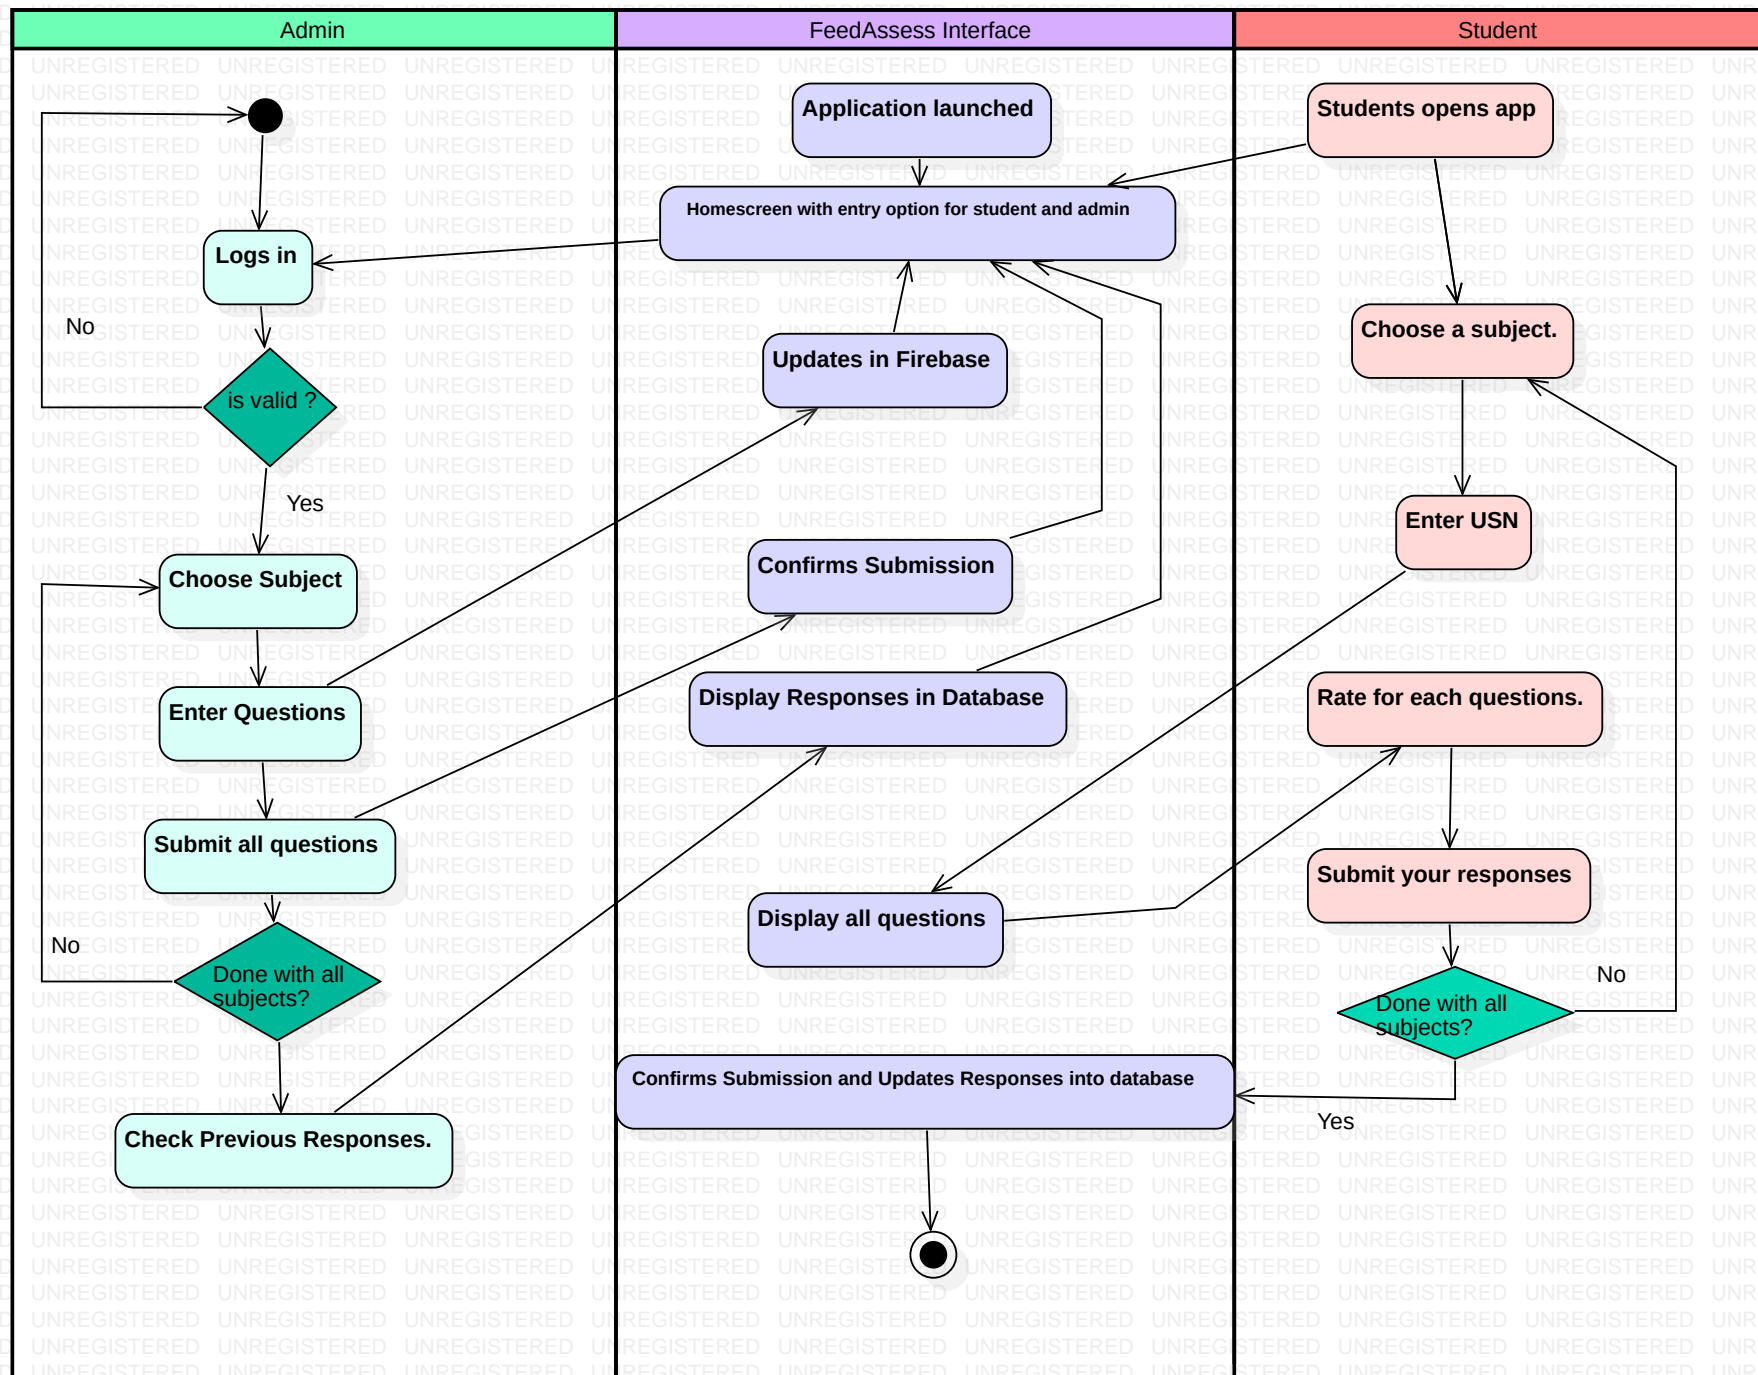 Admin
FeedAssess Interface
Student
Application launched
Students opens app
Homescreen with entry option for student and admin
Logs in
No
is valid ?
Yes
Updates in Firebase
Choose a subject.
Enter USN
Choose Subject
Confirms Submission
Enter Questions
Display Responses in Database
Rate for each questions.
Submit all questions
Submit your responses
Display all questions
No
Done with all
subjects?
No
Done with all
subjects?
Confirms Submission and Updates Responses into database
Yes
Check Previous Responses.
UNREGISTERED